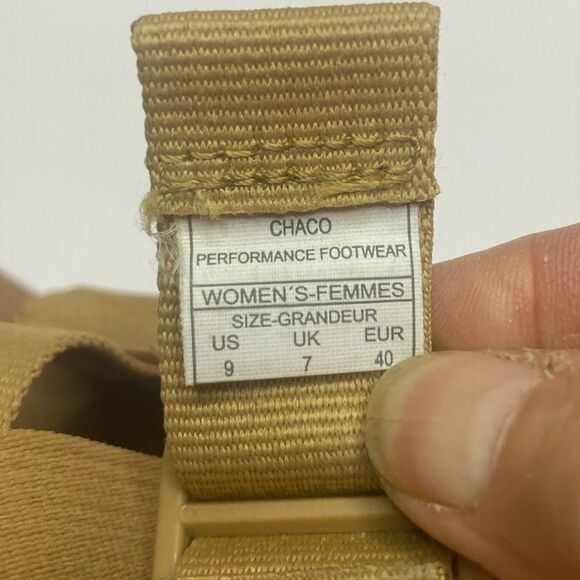 CHACO
PERFORMANCE FOOTWEAR
WOMEN´S-FEMMES
SIZE-GRANDEUR
US UK EUR
9 7 40